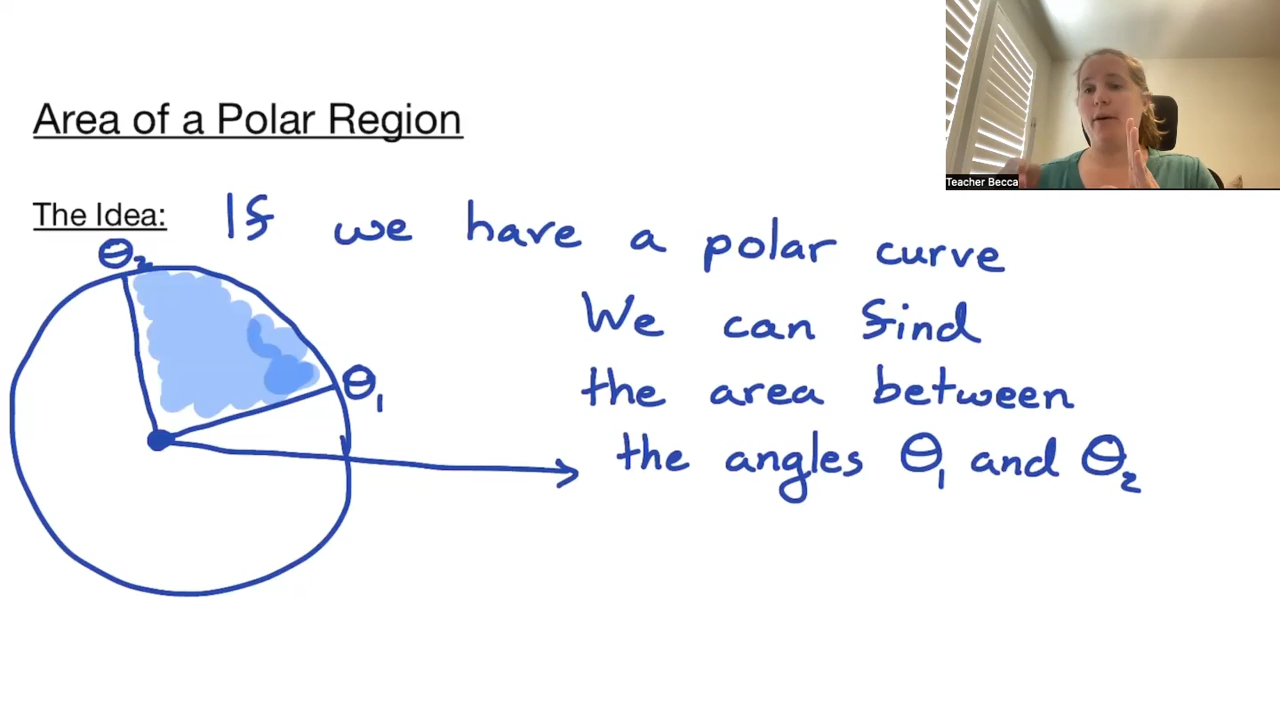 Area of a Polar Region
Teacher Becca
The Idea: If we have a polar curve
We can find
the area between
the angles θ₁ and θ₂
θ₂
θ₁